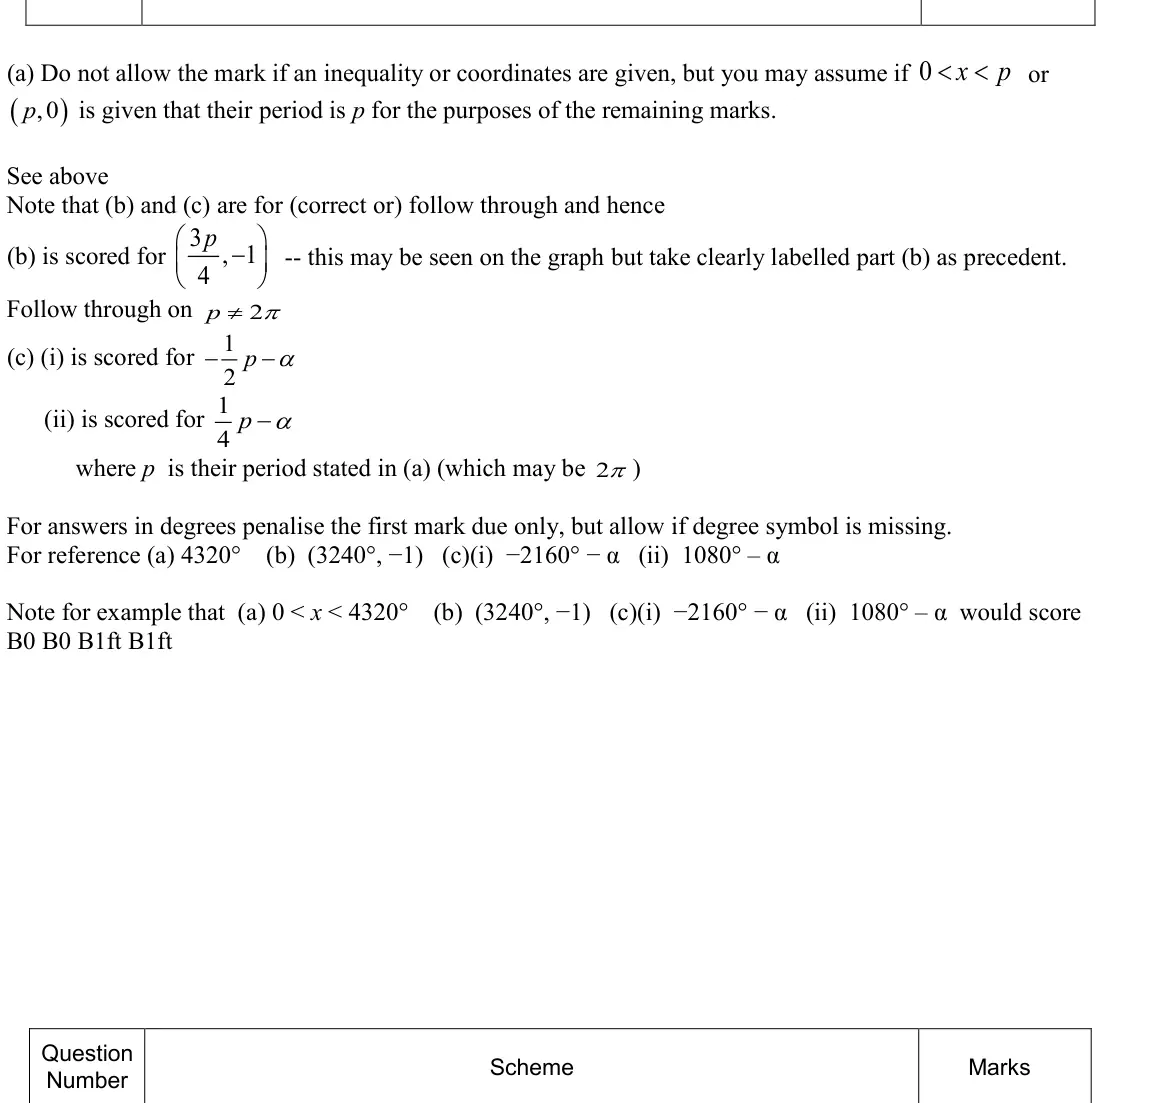 (a) Do not allow the mark if an inequality or coordinates are given, but you may assume if 0 < x < p or
(p,0) is given that their period is p for the purposes of the remaining marks.
See above
Note that (b) and (c) are for (correct or) follow through and hence
(b) is scored for (3p/4, −1) -- this may be seen on the graph but take clearly labelled part (b) as precedent.
Follow through on p ≠ 2π
(c) (i) is scored for −1/2 p − α
(ii) is scored for 1/4 p − α
where p is their period stated in (a) (which may be 2π )
For answers in degrees penalise the first mark due only, but allow if degree symbol is missing.
For reference (a) 4320° (b) (3240°, −1) (c)(i) −2160° − α (ii) 1080° – α
Note for example that (a) 0 < x < 4320° (b) (3240°, −1) (c)(i) −2160° − α (ii) 1080° – α would score
B0 B0 B1ft B1ft
Question
Number
Scheme
Marks